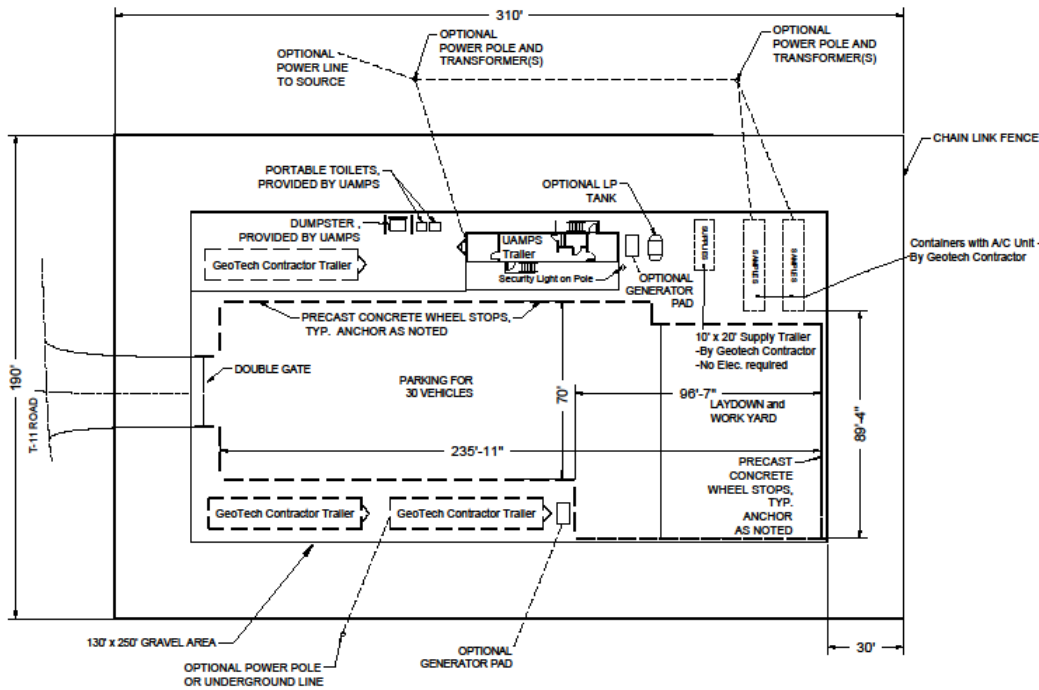 310'
OPTIONAL
POWER LINE
TO SOURCE
OPTIONAL
POWER POLE AND
TRANSFORMER(S)
OPTIONAL
POWER POLE AND
TRANSFORMER(S)
CHAIN LINK FENCE
PORTABLE TOILETS,
PROVIDED BY UAMPS
OPTIONAL LP
TANK
DUMPSTER ,
PROVIDED BY UAMPS
GeoTech Contractor Trailer
UAMPS
Trailer
Security Light on Pole
OPTIONAL
GENERATOR
PAD
SUPPLIES
SAMPLES
SAMPLES
Containers with A/C Unit -
By Geotech Contractor
PRECAST CONCRETE WHEEL STOPS,
TYP. ANCHOR AS NOTED
10' x 20' Supply Trailer
-By Geotech Contractor
-No Elec. required
DOUBLE GATE
PARKING FOR
30 VEHICLES
70'
96'-7"
LAYDOWN and
WORK YARD
89'-4"
190'
T-11 ROAD
235'-11"
PRECAST
CONCRETE
WHEEL STOPS,
TYP.
ANCHOR
AS NOTED
GeoTech Contractor Trailer
GeoTech Contractor Trailer
130' x 250' GRAVEL AREA
OPTIONAL POWER POLE
OR UNDERGROUND LINE
OPTIONAL
GENERATOR PAD
30'